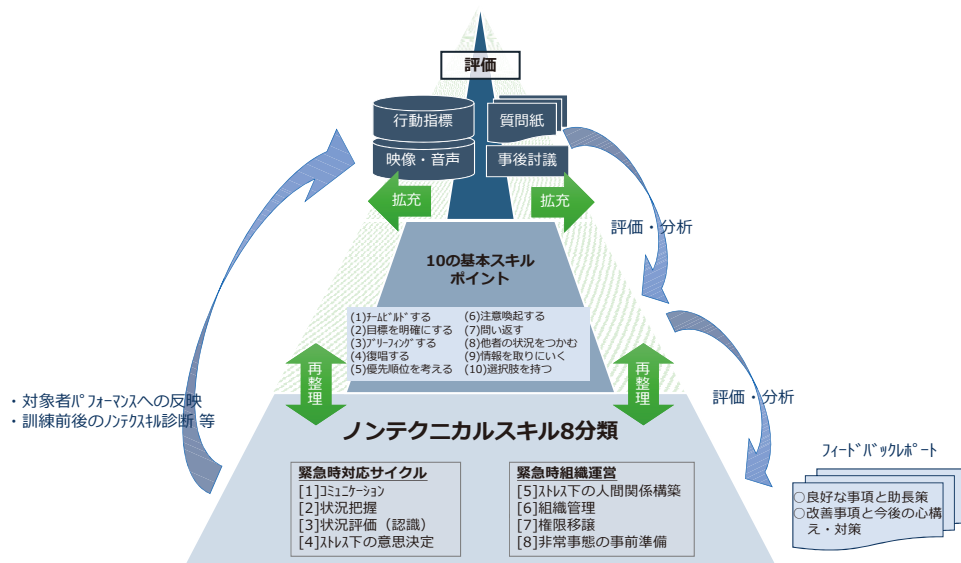 評価
行動指標
質問紙
映像・音声
事後討議
拡充
拡充
評価・分析
10の基本スキル
ポイント
(1)ﾁｰﾑﾋﾞﾙﾄﾞする
(2)目標を明確にする
(3)ﾌﾞﾘｰﾌｨﾝｸﾞする
(4)復唱する
(5)優先順位を考える
(6)注意喚起する
(7)問い返す
(8)他者の状況をつかむ
(9)情報を取りにいく
(10)選択肢を持つ
再整理
再整理
・対象者ﾊﾟﾌｫｰﾏﾝｽへの反映
・訓練前後のﾉﾝﾃｸｽｷﾙ診断 等
評価・分析
ノンテクニカルスキル8分類
緊急時対応サイクル
[1]ｺﾐｭﾆｹｰｼｮﾝ
[2]状況把握
[3]状況評価（認識）
[4]ｽﾄﾚｽ下の意思決定
緊急時組織運営
[5]ｽﾄﾚｽ下の人間関係構築
[6]組織管理
[7]権限移譲
[8]非常事態の事前準備
ﾌｨｰﾄﾞﾊﾞｯｸﾚﾎﾟｰﾄ
○良好な事項と助長策
○改善事項と今後の心構
え・対策